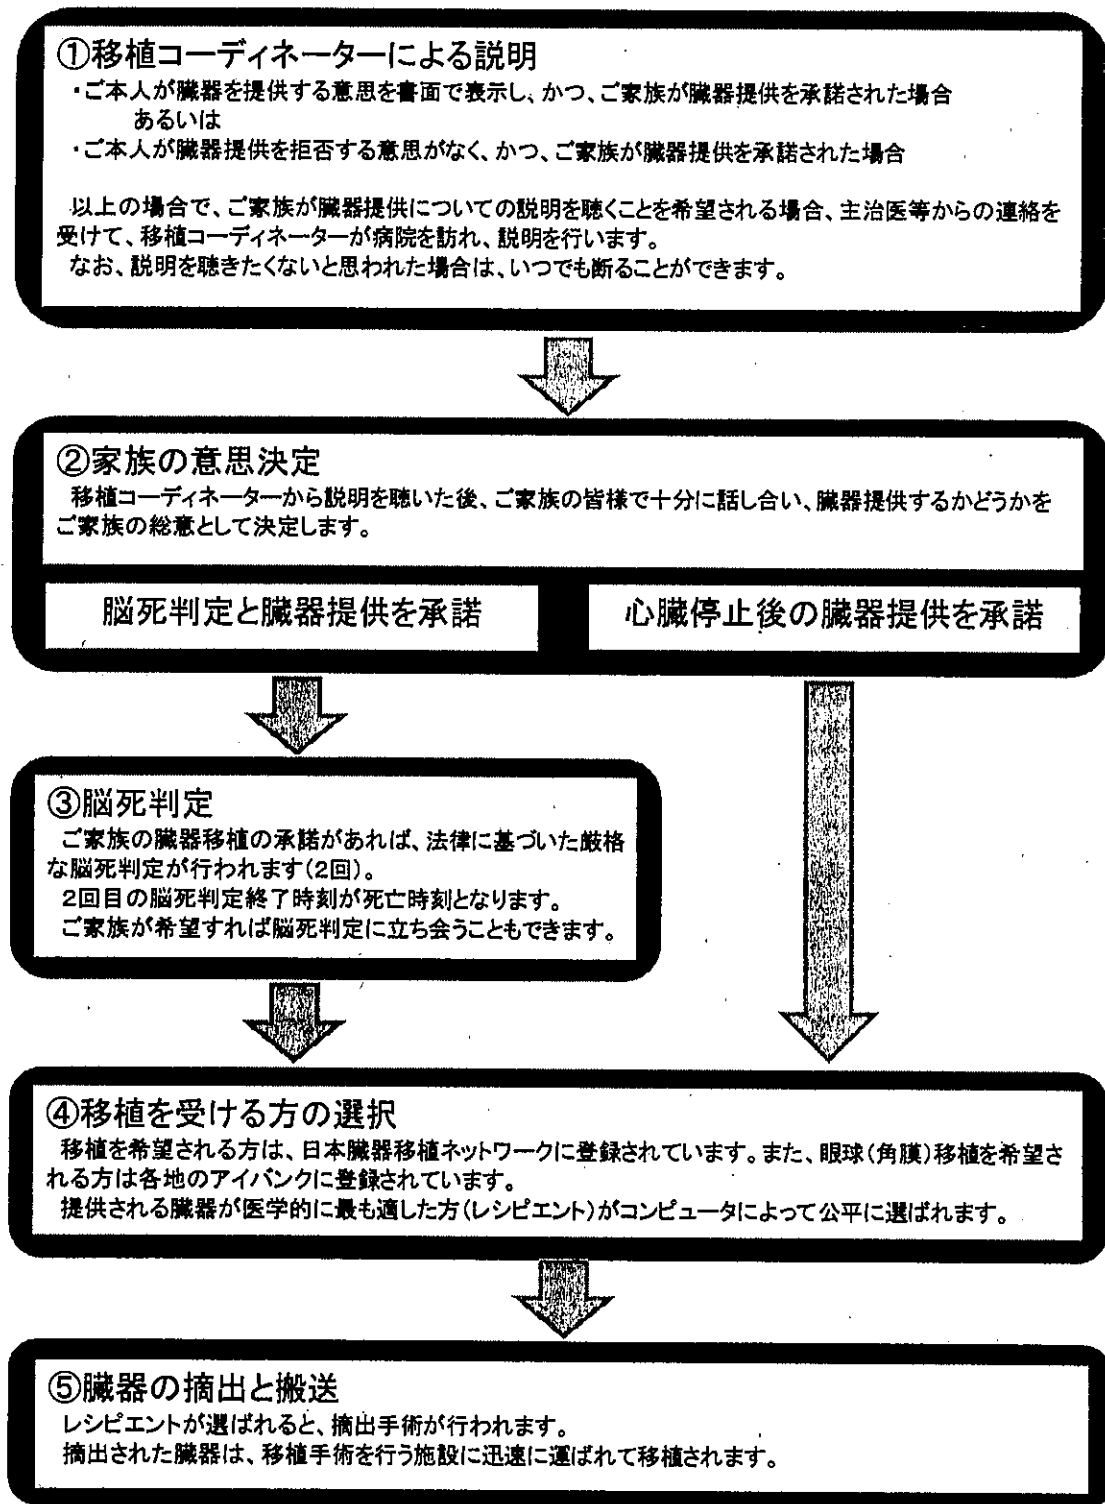 ①移植コーディネーターによる説明
・ご本人が臓器を提供する意思を書面で表示し、かつ、ご家族が臓器提供を承諾された場合
あるいは
・ご本人が臓器提供を拒否する意思がなく、かつ、ご家族が臓器提供を承諾された場合
以上の場合で、ご家族が臓器提供についての説明を聴くことを希望される場合、主治医等からの連絡を
受けて、移植コーディネーターが病院を訪れ、説明を行います。
なお、説明を聴きたくないと思われた場合は、いつでも断ることができます。
②家族の意思決定
移植コーディネーターから説明を聴いた後、ご家族の皆様で十分に話し合い、臓器提供するかどうかを
ご家族の総意として決定します。
脳死判定と臓器提供を承諾
心臓停止後の臓器提供を承諾
③脳死判定
ご家族の臓器移植の承諾があれば、法律に基づいた厳格
な脳死判定が行われます(2回)。
2回目の脳死判定終了時刻が死亡時刻となります。
ご家族が希望すれば脳死判定に立ち会うこともできます。
④移植を受ける方の選択
移植を希望される方は、日本臓器移植ネットワークに登録されています。また、眼球(角膜)移植を希望さ
れる方は各地のアイバンクに登録されています。
提供される臓器が医学的に最も適した方(レシピエント)がコンピュータによって公平に選ばれます。
⑤臓器の摘出と搬送
レシピエントが選ばれると、摘出手術が行われます。
摘出された臓器は、移植手術を行う施設に迅速に運ばれて移植されます。